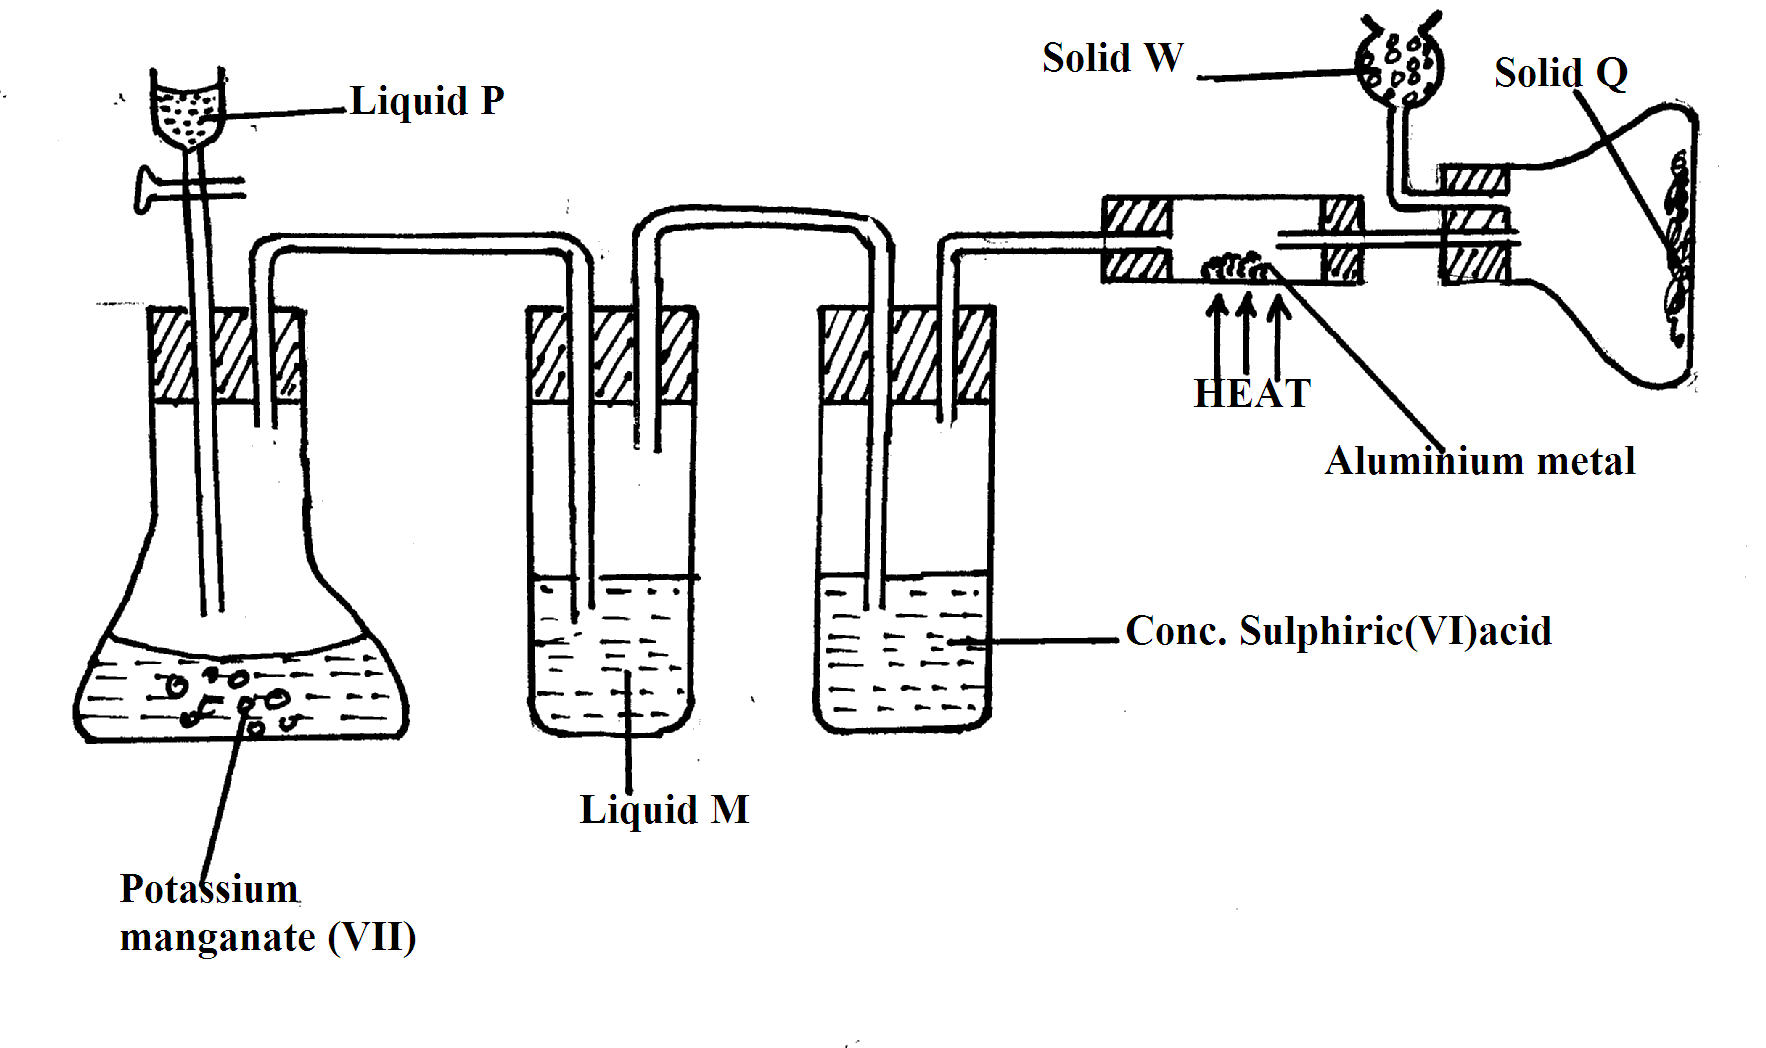 Solid W
Solid Q
Liquid P
HEAT
Aluminium metal
Conc. Sulphiric(VI)acid
Liquid M
Potassium
manganate (VII)